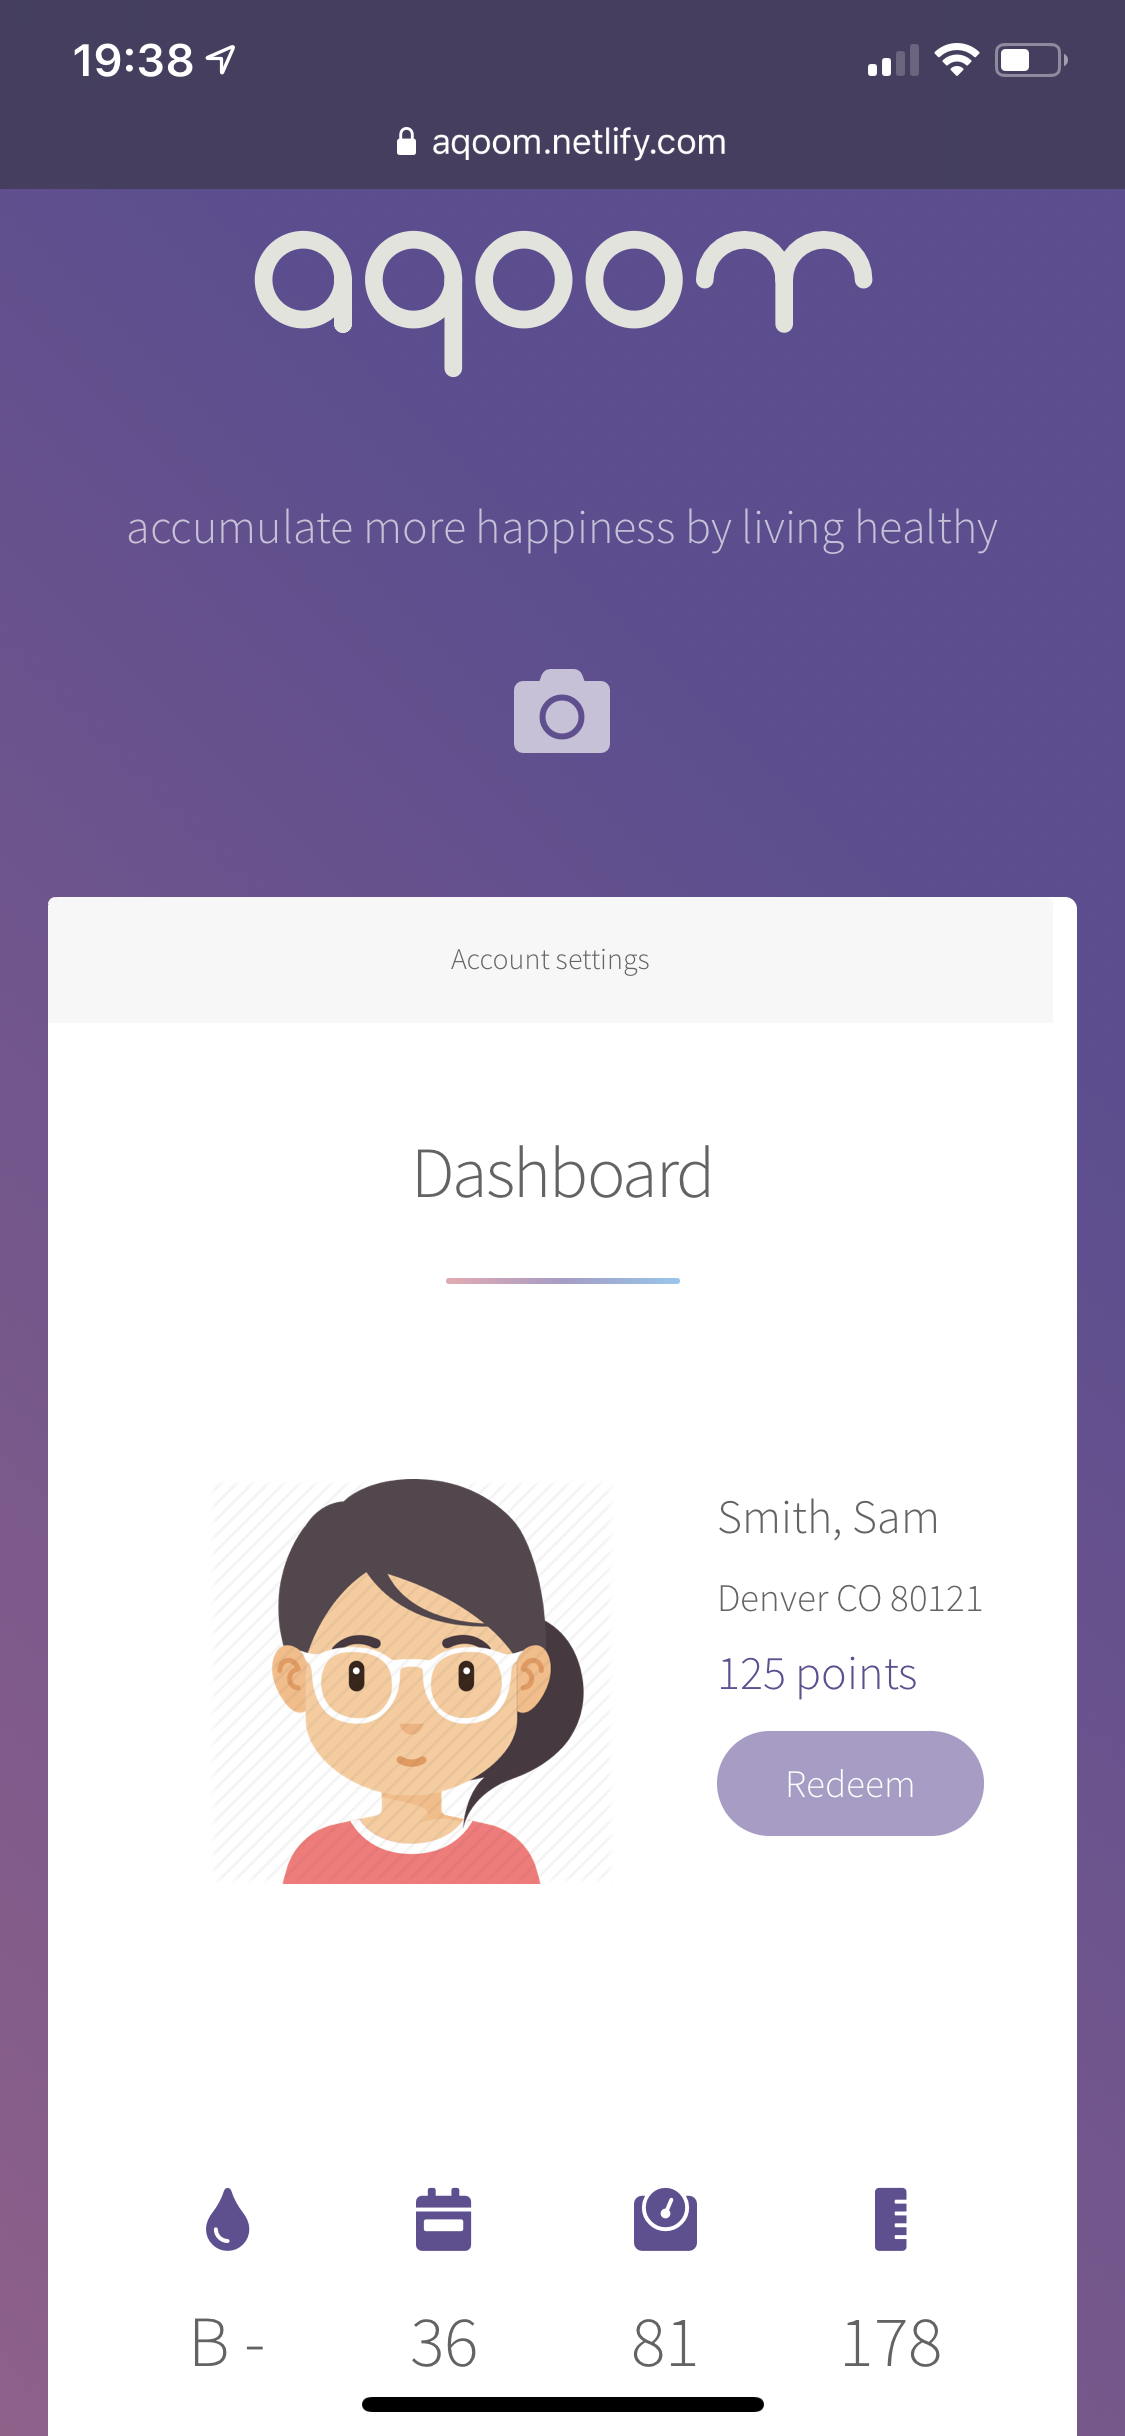 19:38
aqoom.netlify.com
aqoom
accumulate more happiness by living healthy
Account settings
Dashboard
Smith, Sam
Denver CO 80121
125 points
Redeem
B - 36 81 178